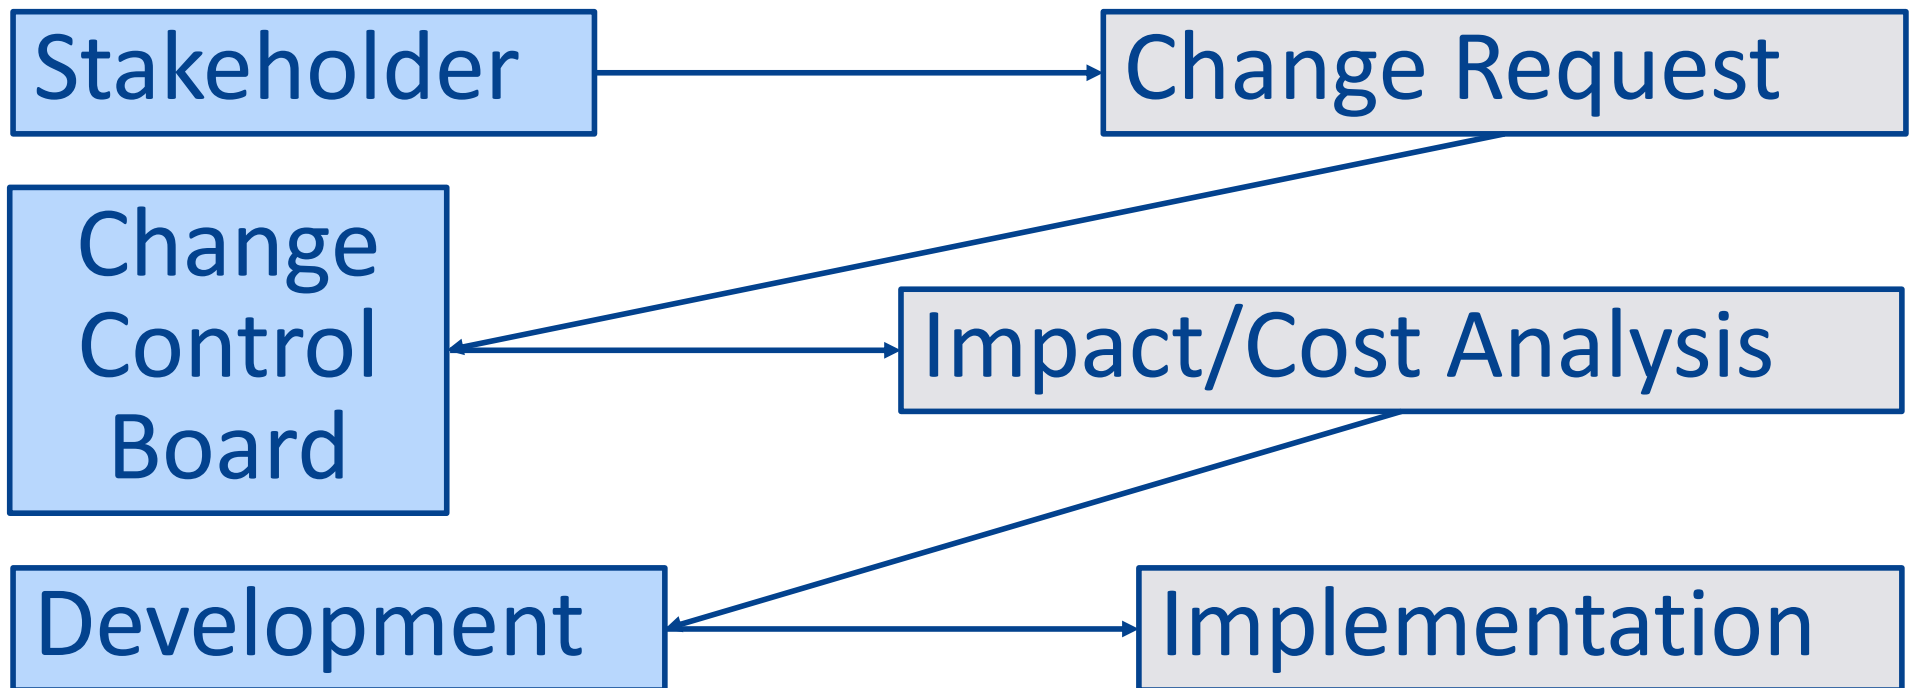 Stakeholder
Change Request
Change
Control
Board
Impact/Cost Analysis
Development
Implementation